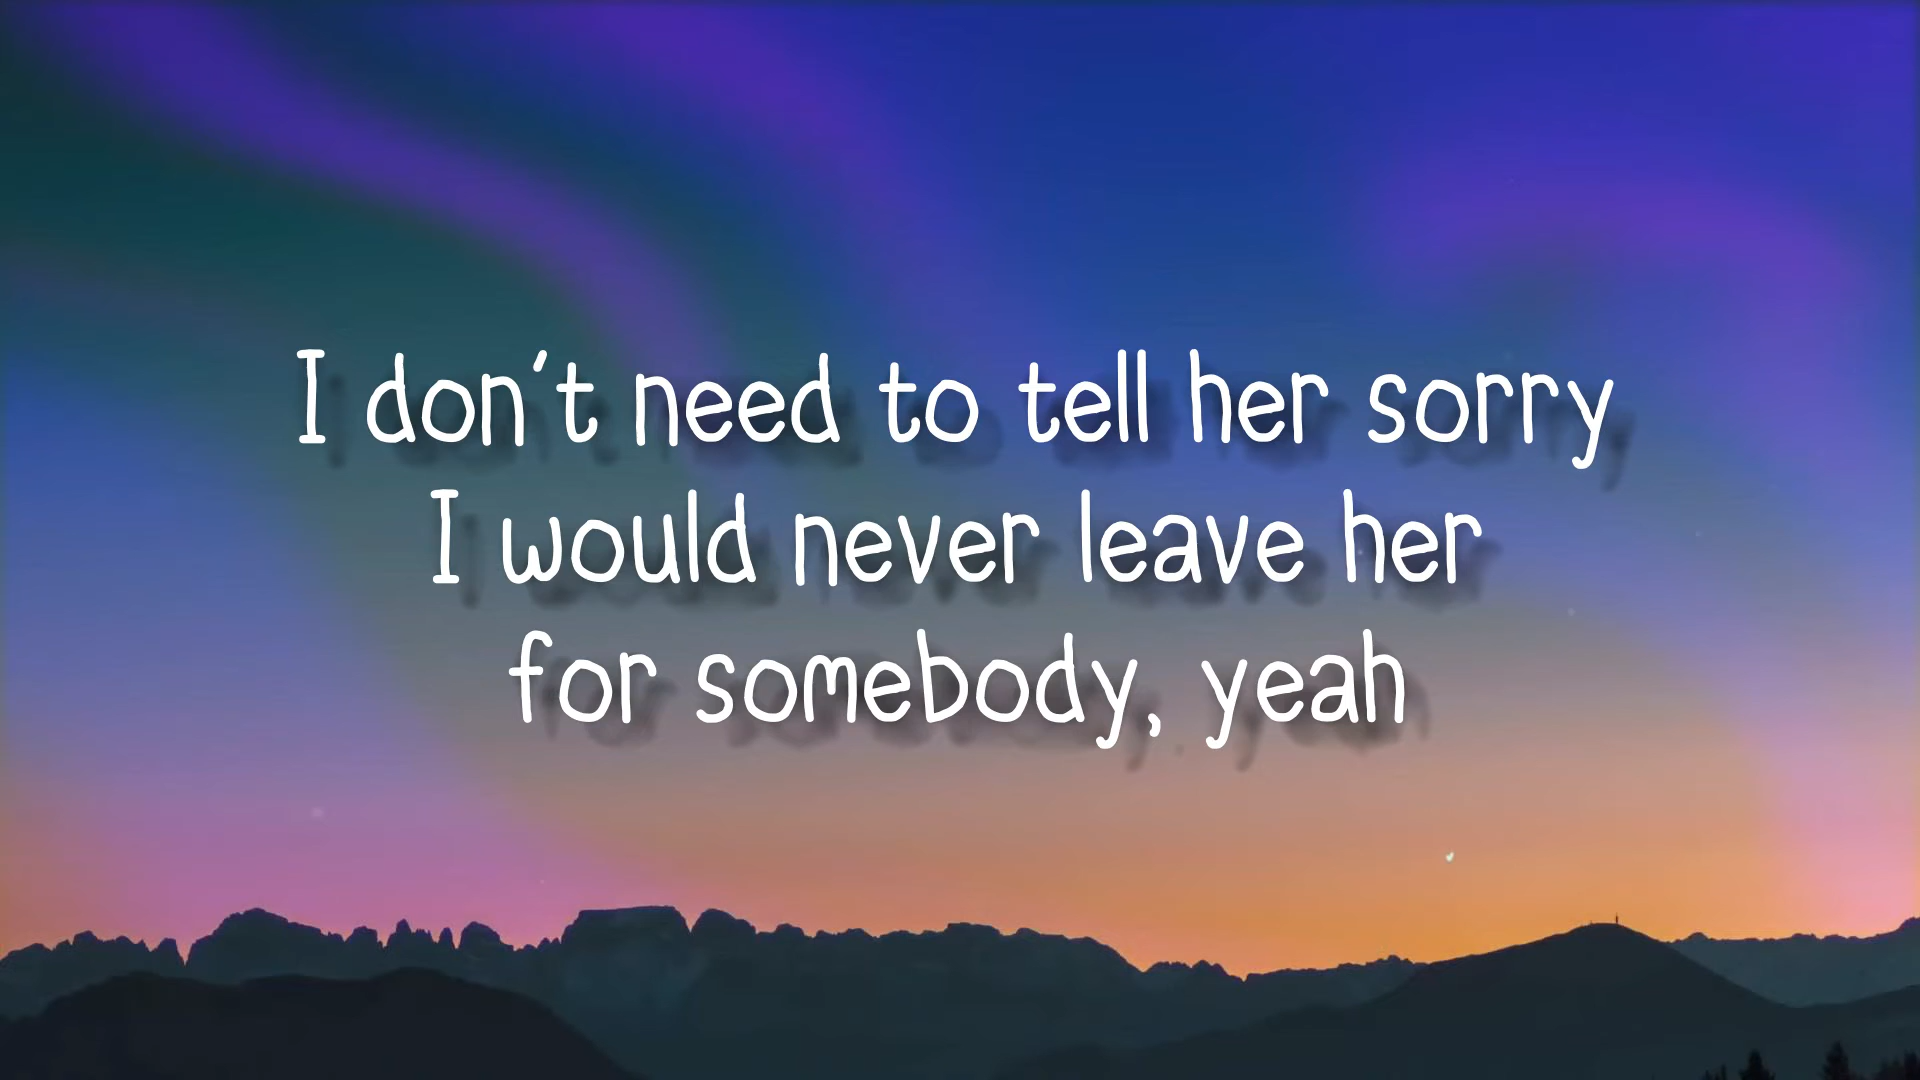 I don't need to tell her sorry
I would never leave her
for somebody, yeah